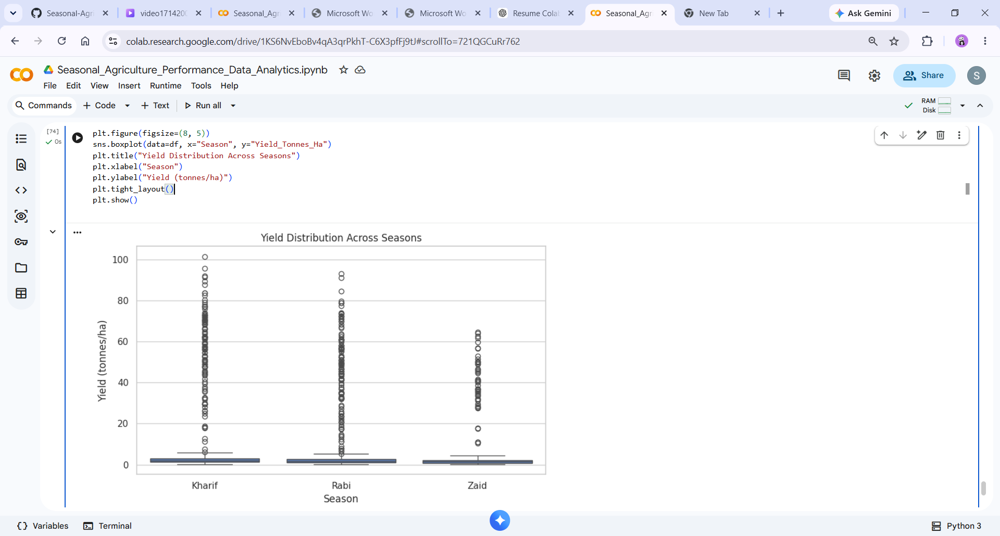 Seasonal-Agri
video1714200
Seasonal_Agr
Microsoft Wo
Microsoft Wo
Resume Colab
Seasonal_Agr
New Tab
Ask Gemini
colab.research.google.com/drive/1KS6NvEboBv4qA3qrPkhT-C6X3pfFj9tJ#scrollTo=721QGCuRr762
Seasonal_Agriculture_Performance_Data_Analytics.ipynb
File Edit View Insert Runtime Tools Help
Share
S
Commands + Code + Text Run all
RAM
Disk
[74]
0s
plt.figure(figsize=(8, 5))
sns.boxplot(data=df, x="Season", y="Yield_Tonnes_Ha")
plt.title("Yield Distribution Across Seasons")
plt.xlabel("Season")
plt.ylabel("Yield (tonnes/ha)")
plt.tight_layout()
plt.show()
Yield Distribution Across Seasons
100
80
60
40
20
0
Yield (tonnes/ha)
Kharif Rabi Zaid
Season
Variables Terminal
Python 3